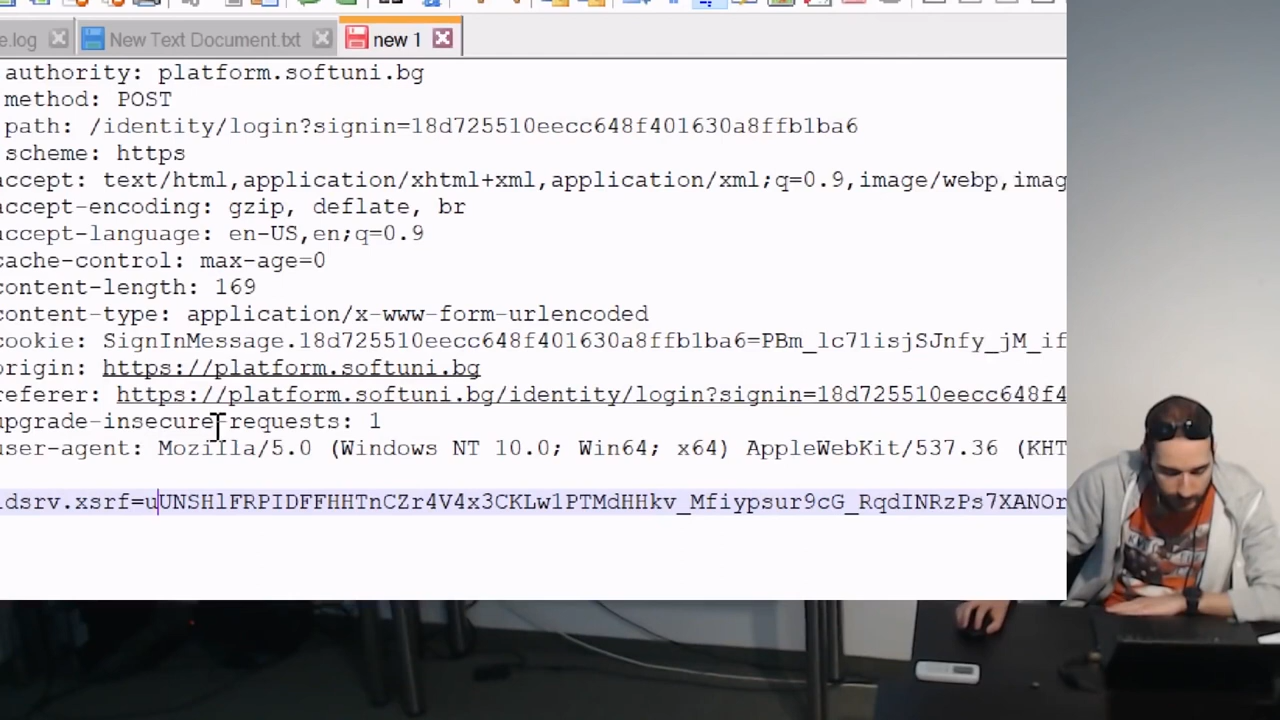 e.log New Text Document.txt new 1
authority: platform.softuni.bg
method: POST
path: /identity/login?signin=18d725510eecc648f401630a8ffb1ba6
scheme: https
accept: text/html,application/xhtml+xml,application/xml;q=0.9,image/webp,imag
accept-encoding: gzip, deflate, br
accept-language: en-US,en;q=0.9
cache-control: max-age=0
content-length: 169
content-type: application/x-www-form-urlencoded
cookie: SignInMessage.18d725510eecc648f401630a8ffb1ba6=PBm_lc71isjSJnfy_jM_if
origin: https://platform.softuni.bg
referer: https://platform.softuni.bg/identity/login?signin=18d725510eecc648f4
upgrade-insecure-requests: 1
user-agent: Mozilla/5.0 (Windows NT 10.0; Win64; x64) AppleWebKit/537.36 (KHT
idsrv.xsrf=uUNSHlFRPIDFFHHTnCZr4V4x3CKLw1PTMdHHkv_Mfiypsur9cG_RqdINRzPs7XANOr